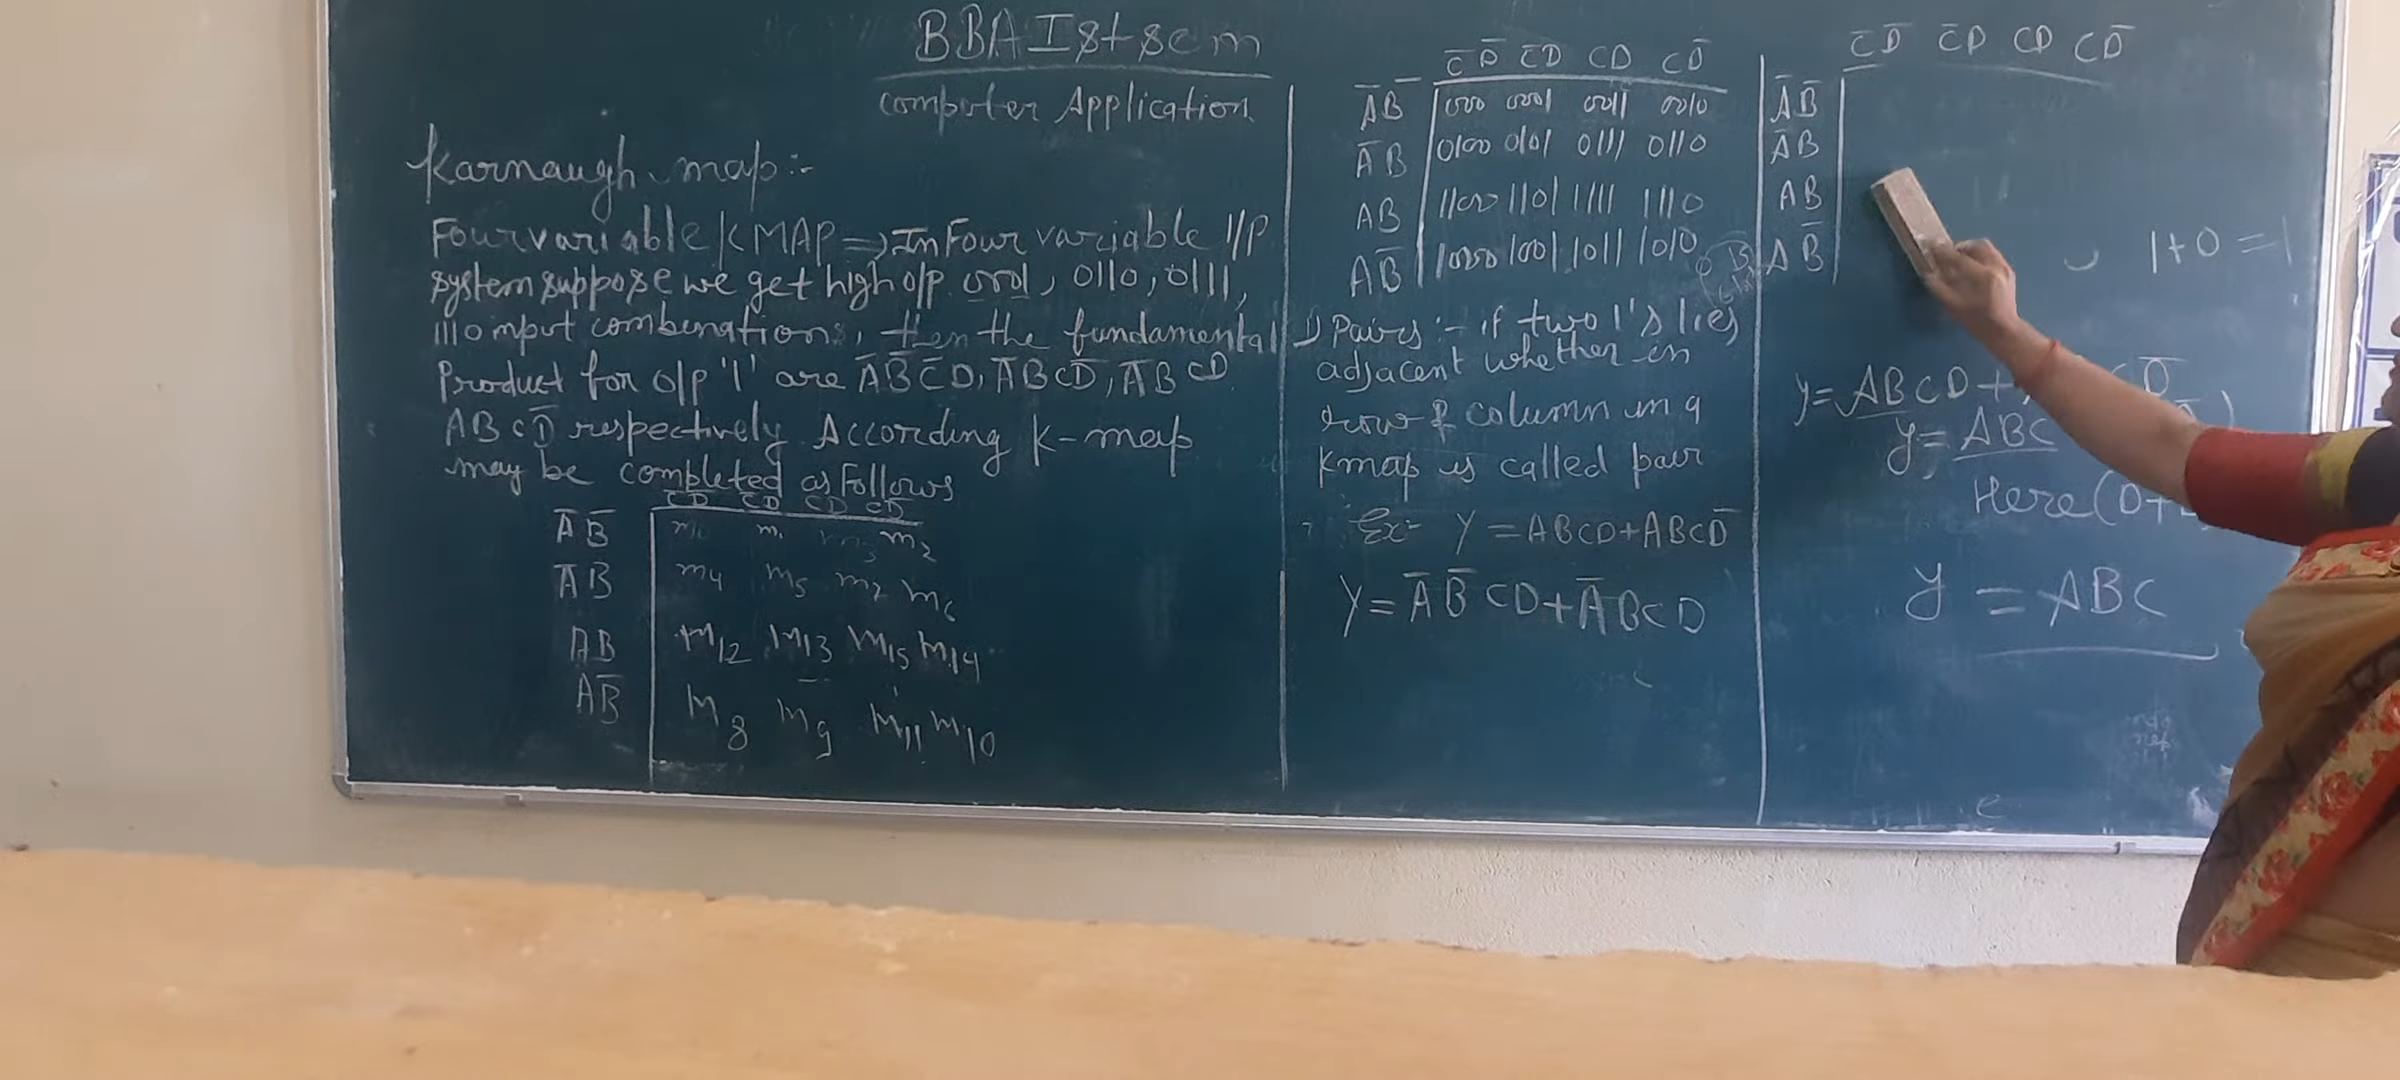 BBA Ist sem
Computer Application
Karnaugh map:-
Four variable KMAP => In Four variable I/P
system suppose we get high o/p 0001, 0110, 0111,
1110 input combinations, then the fundamental
Product for o/p '1' are A̅B̅C̅D, A̅BCD̅, A̅BCD
ABCD̅ respectively According K-map
may be completed as Follows
C̅D̅ C̅D CD CD̅
A̅B̅ m0 m1 m3 m2
A̅B m4 m5 m7 m6
AB m12 m13 m15 m14
AB̅ m8 m9 m11 m10
C̅D̅ C̅D CD CD̅
A̅B̅ 0000 0001 0011 0010
A̅B 0100 0101 0111 0110
AB 1100 1101 1111 1110
AB̅ 1000 1001 1011 1010
1) Pairs :- if two 1's lies
adjacent whether in
row & column in a
kmap is called pair
Ex- Y = ABCD+ABCD̅
Y = A̅B̅CD+A̅BCD
C̅D̅ C̅D CD CD̅
A̅B̅
A̅B
AB
AB̅
1+0=1
y=ABCD+ CD̅
y=ABC
Here(D+
y = ABC